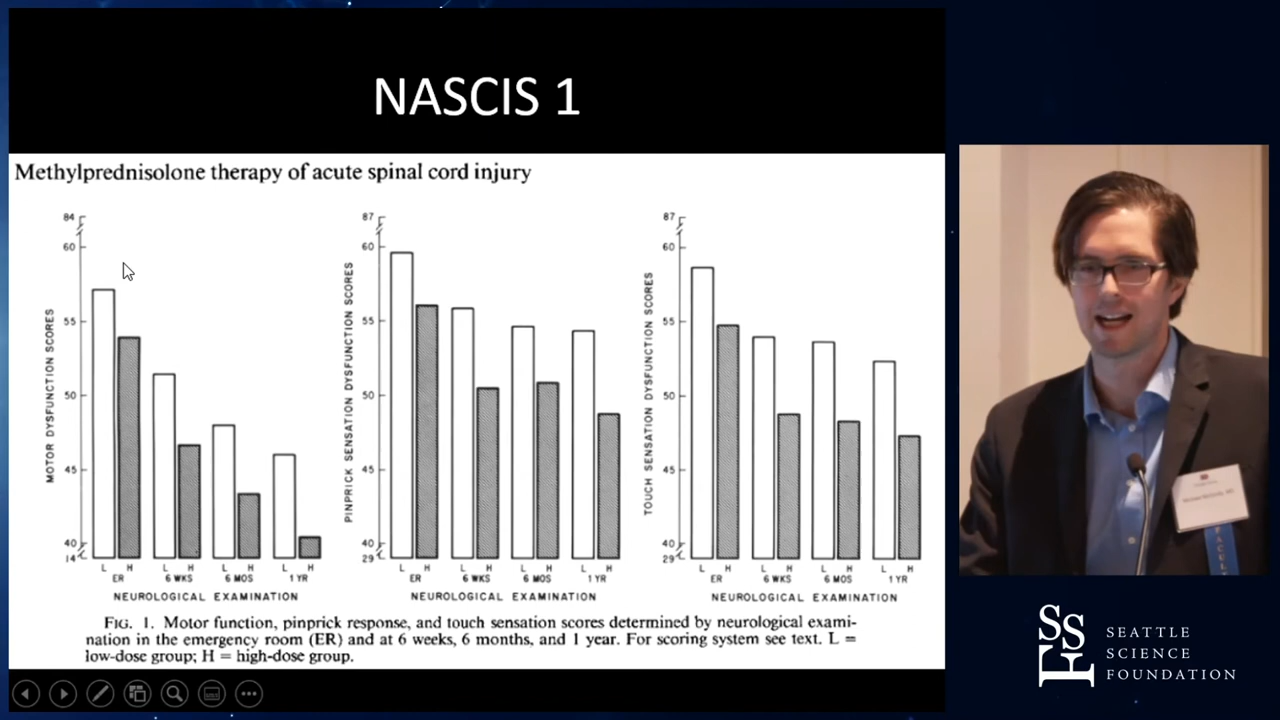 NASCIS 1
Methylprednisolone therapy of acute spinal cord injury
84
60
55
50
45
40
14
MOTOR DYSFUNCTION SCORES
L H L H L H L H
ER 6 WKS 6 MOS 1 YR
NEUROLOGICAL EXAMINATION
87
60
55
50
45
40
29
PINPRICK SENSATION DYSFUNCTION SCORES
L H L H L H L H
ER 6 WKS 6 MOS 1 YR
NEUROLOGICAL EXAMINATION
87
60
55
50
45
40
29
TOUCH SENSATION DYSFUNCTION SCORES
L H L H L H L H
ER 6 WKS 6 MOS 1 YR
NEUROLOGICAL EXAMINATION
FIG. 1. Motor function, pinprick response, and touch sensation scores determined by neurological exami-
nation in the emergency room (ER) and at 6 weeks, 6 months, and 1 year. For scoring system see text. L =
low-dose group; H = high-dose group.
SSF
SEATTLE
SCIENCE
FOUNDATION